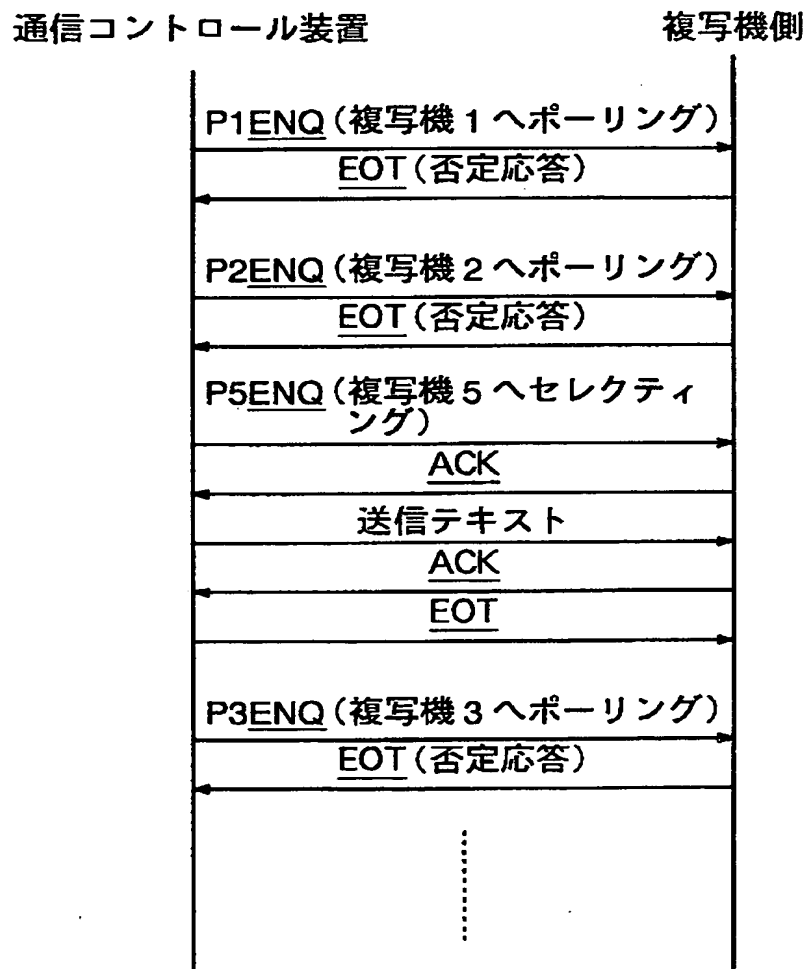 通信コントロール装置
複写機側
P1ENQ(複写機1へポーリング)
EOT(否定応答)
P2ENQ(複写機2へポーリング)
EOT(否定応答)
P5ENQ(複写機5へセレクティ
ング)
ACK
送信テキスト
ACK
EOT
P3ENQ(複写機3へポーリング)
EOT(否定応答)